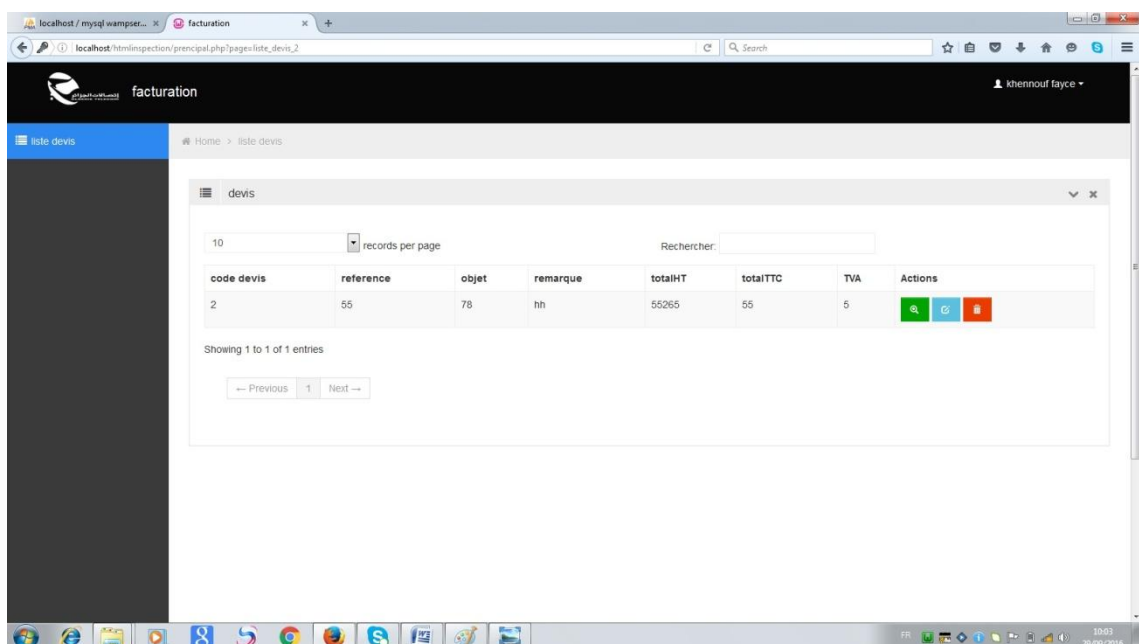 localhost / mysql wampser...
facturation
localhost/htmlinspection/prencipal.php?page=liste_devis_2
Search
اتصالات الجزائر
facturation
khennouf fayce
liste devis
Home > liste devis
devis
10 records per page Rechercher:
code devis reference objet remarque totalHT totalTTC TVA Actions
2 55 78 hh 55265 55 5
Showing 1 to 1 of 1 entries
← Previous 1 Next →
FR 10:03